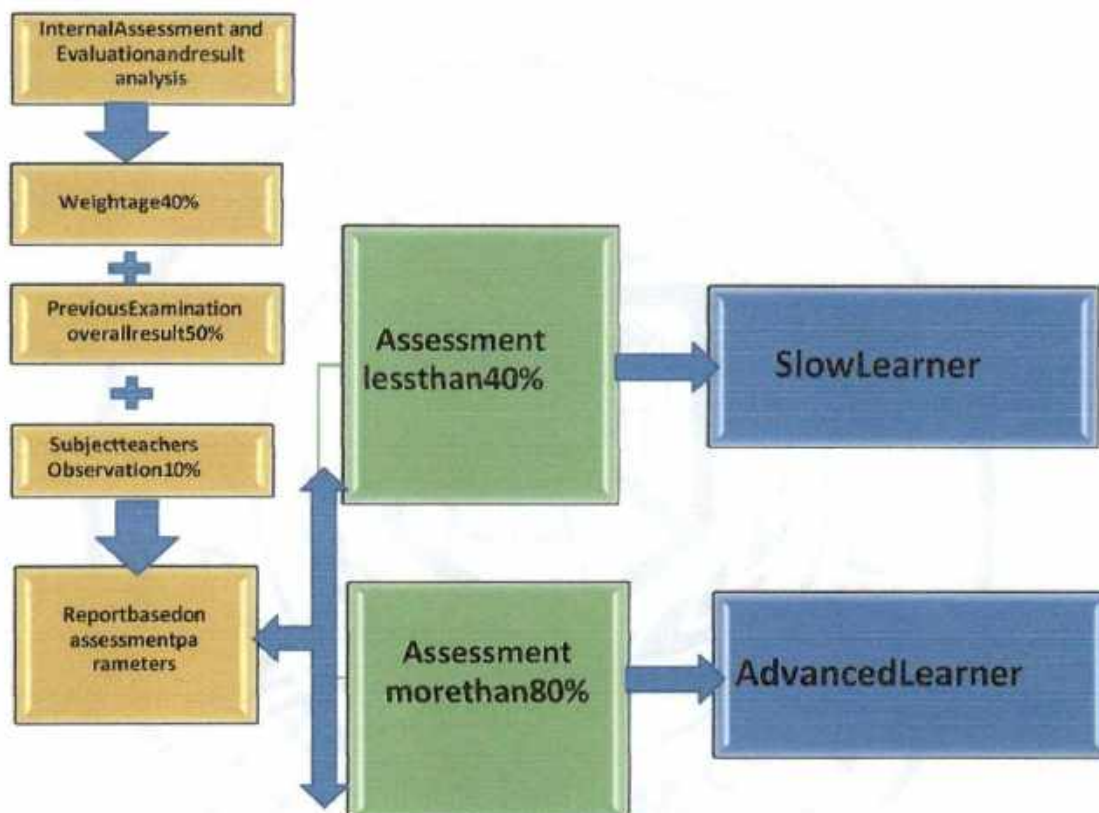 InternalAssessment and
Evaluationandresult
analysis
Weightage40%
PreviousExamination
overallresult50%
Subjectteachers
Observation10%
Reportbasedon
assessmentpa
rameters
Assessment
lessthan40%
SlowLearner
Assessment
morethan80%
AdvancedLearner